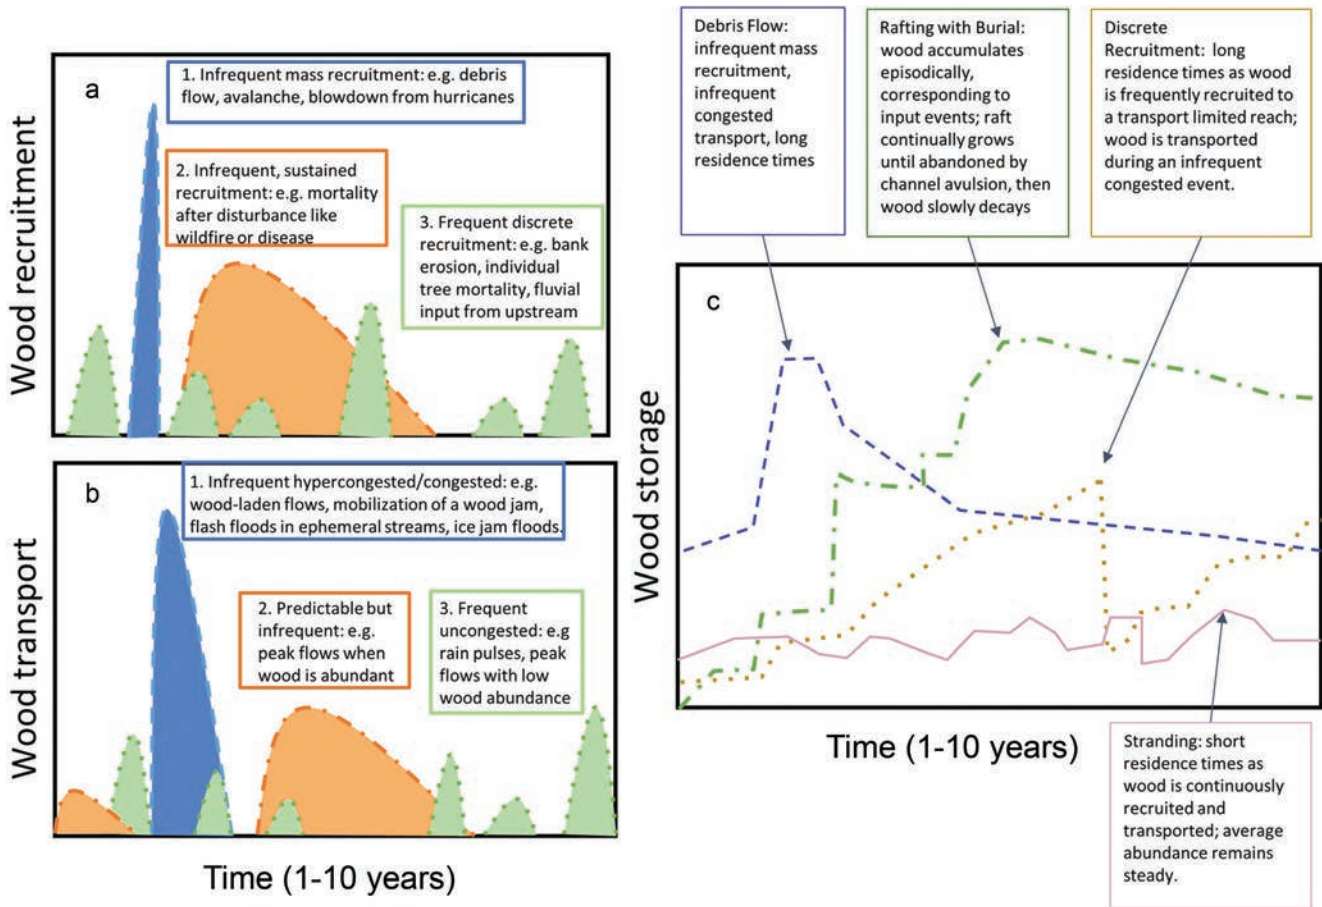 a
1. Infrequent mass recruitment: e.g. debris
flow, avalanche, blowdown from hurricanes
2. Infrequent, sustained
recruitment: e.g. mortality
after disturbance like
wildfire or disease
3. Frequent discrete
recruitment: e.g. bank
erosion, individual
tree mortality, fluvial
input from upstream
Wood recruitment
b
1. Infrequent hypercongested/congested: e.g.
wood-laden flows, mobilization of a wood jam,
flash floods in ephemeral streams, ice jam floods.
2. Predictable but
infrequent: e.g.
peak flows when
wood is abundant
3. Frequent
uncongested: e.g
rain pulses, peak
flows with low
wood abundance
Wood transport
Time (1-10 years)
Debris Flow:
infrequent mass
recruitment,
infrequent
congested
transport, long
residence times
Rafting with Burial:
wood accumulates
episodically,
corresponding to
input events; raft
continually grows
until abandoned by
channel avulsion, then
wood slowly decays
Discrete
Recruitment: long
residence times as wood
is frequently recruited to
a transport limited reach;
wood is transported
during an infrequent
congested event.
c
Wood storage
Time (1-10 years)
Stranding: short
residence times as
wood is continuously
recruited and
transported; average
abundance remains
steady.